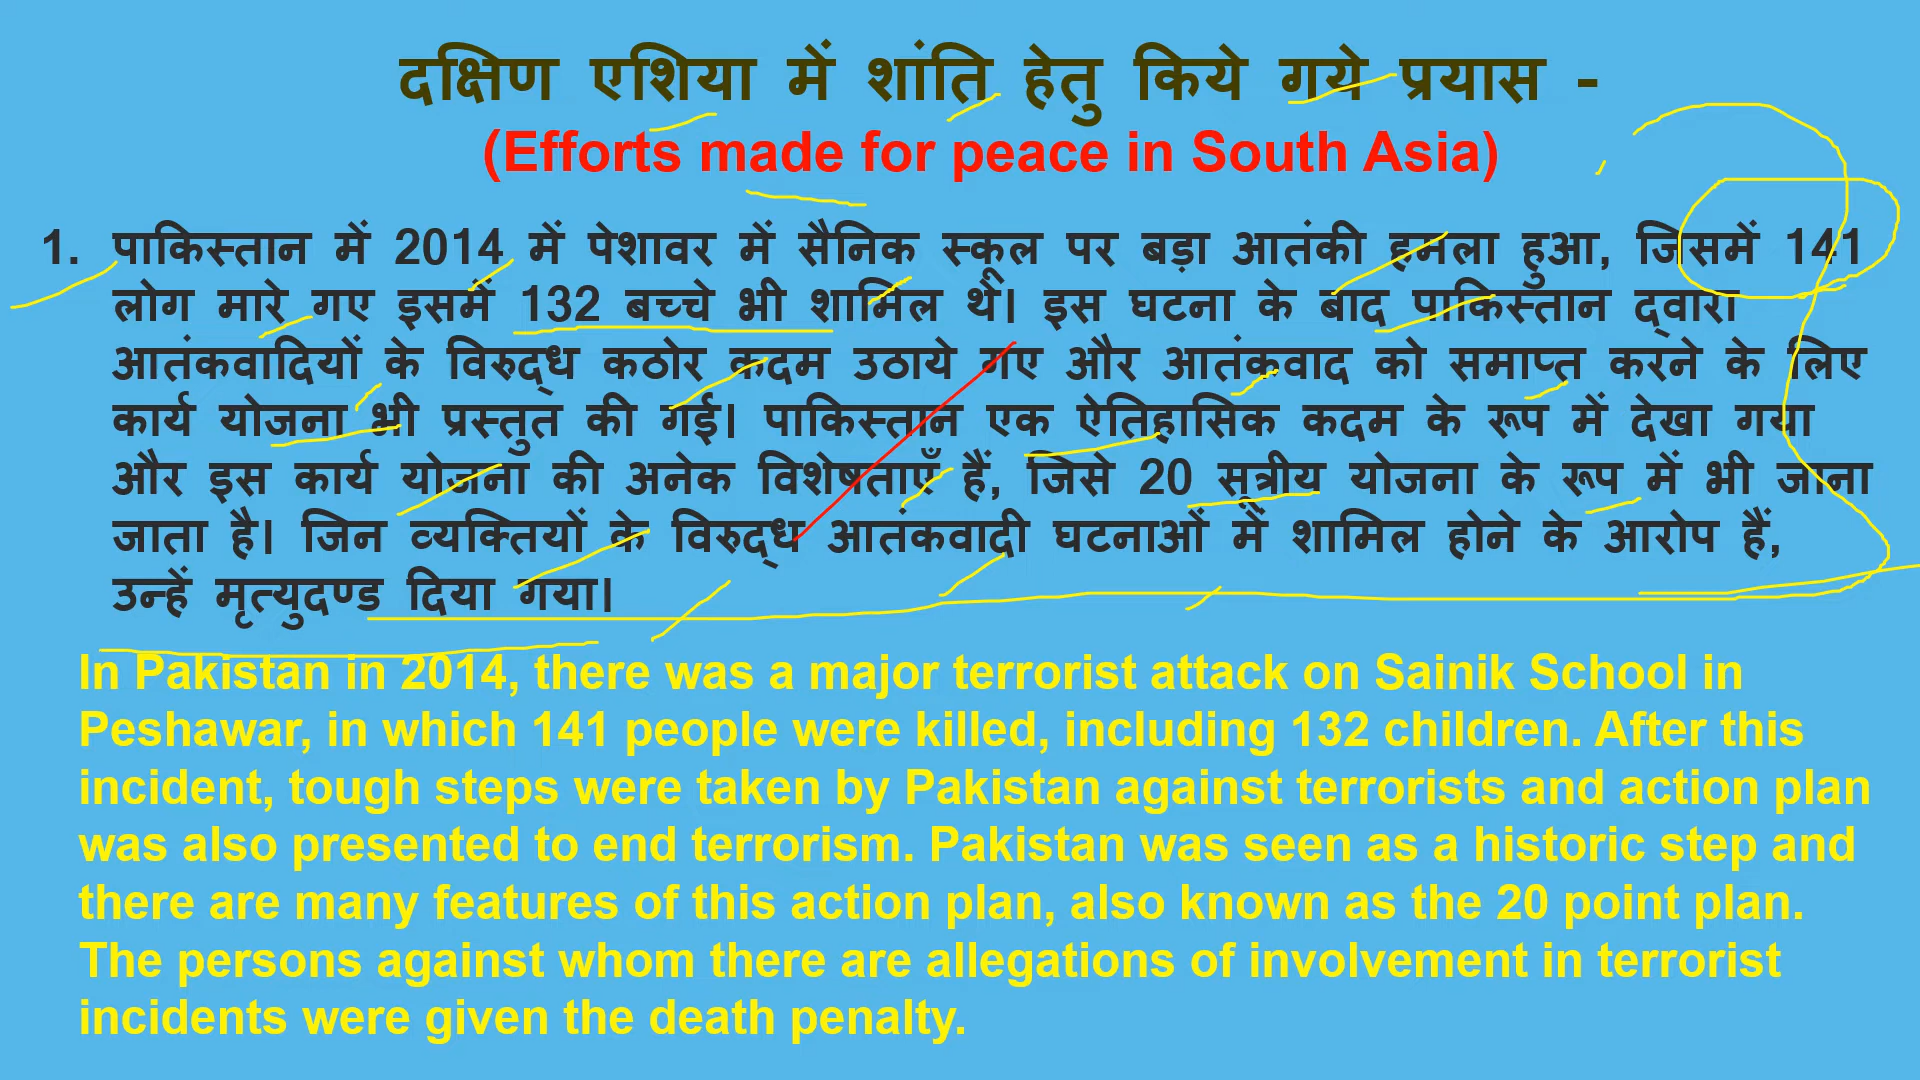 दक्षिण एशिया में शांति हेतु किये गये प्रयास -
(Efforts made for peace in South Asia)
1. पाकिस्तान में 2014 में पेशावर में सैनिक स्कूल पर बड़ा आतंकी हमला हुआ, जिसमें 141
लोग मारे गए इसमें 132 बच्चे भी शामिल थे। इस घटना के बाद पाकिस्तान द्वारा
आतंकवादियों के विरुद्ध कठोर कदम उठाये गए और आतंकवाद को समाप्त करने के लिए
कार्य योजना भी प्रस्तुत की गई। पाकिस्तान एक ऐतिहासिक कदम के रूप में देखा गया
और इस कार्य योजना की अनेक विशेषताएँ हैं, जिसे 20 सूत्रीय योजना के रूप में भी जाना
जाता है। जिन व्यक्तियों के विरुद्ध आतंकवादी घटनाओं में शामिल होने के आरोप हैं,
उन्हें मृत्युदण्ड दिया गया।
In Pakistan in 2014, there was a major terrorist attack on Sainik School in
Peshawar, in which 141 people were killed, including 132 children. After this
incident, tough steps were taken by Pakistan against terrorists and action plan
was also presented to end terrorism. Pakistan was seen as a historic step and
there are many features of this action plan, also known as the 20 point plan.
The persons against whom there are allegations of involvement in terrorist
incidents were given the death penalty.